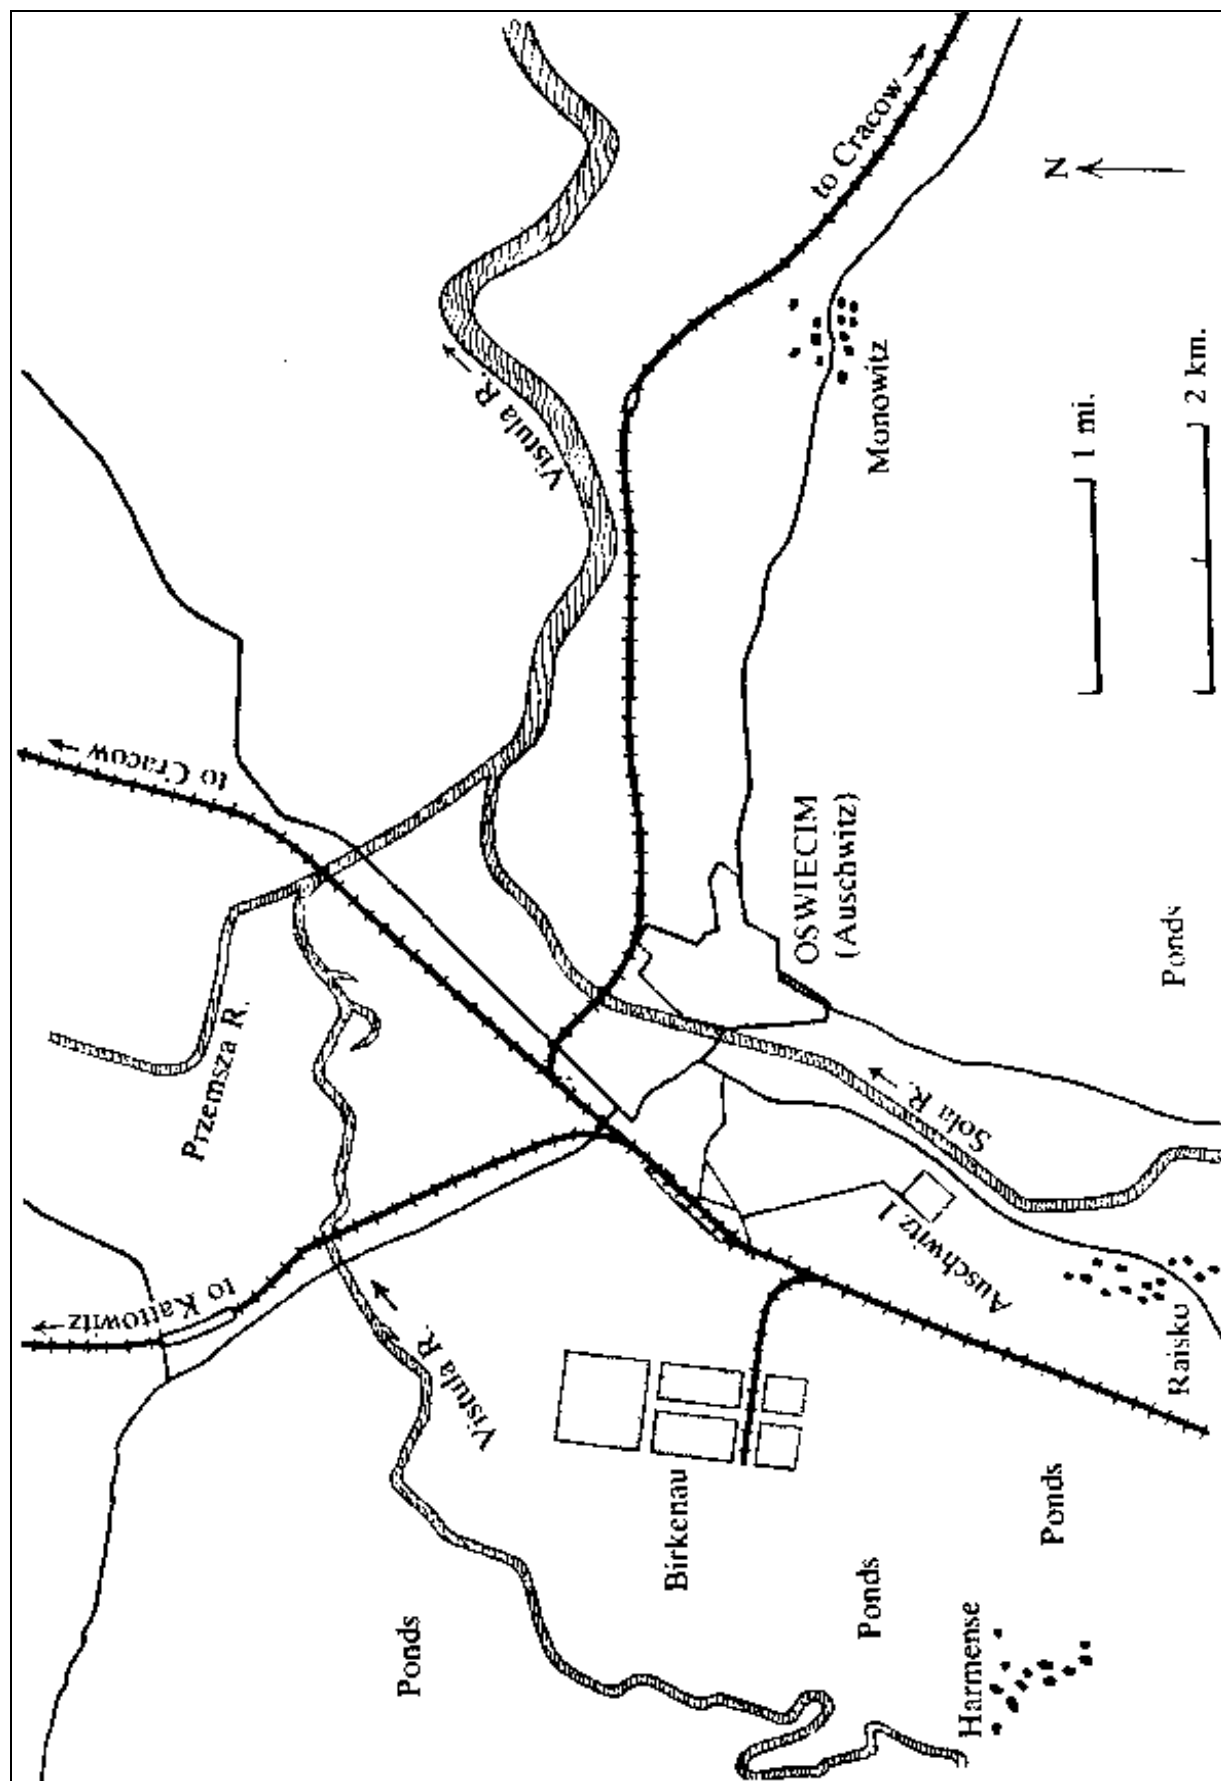 to Cracow
N
Vistula R.
Monowitz
1 mi.
2 km.
to Cracow
OSWIECIM
(Auschwitz)
Ponds
Przemsza R.
Sola R.
to Kattowitz
Vistula R.
Auschwitz I
Raisko
Birkenau
Ponds
Ponds
Ponds
Harmense